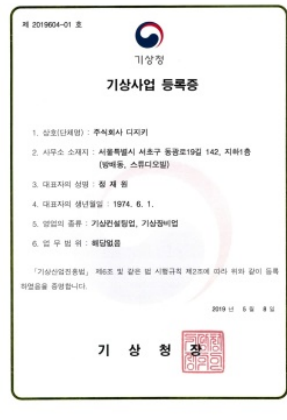 제 2019604-01 호
기상청
기상사업 등록증
1. 상호(단체명) : 주식회사 디지키
2. 사무소 소재지 : 서울특별시 서초구 동광로19길 142, 지하1층
(방배동, 스튜디오빌)
3. 대표자의 성명 : 정 재 원
4. 대표자의 생년월일 : 1974. 6. 1.
5. 영업의 종류 : 기상컨설팅업, 기상장비업
6. 업 무 범 위 : 해당없음
「기상산업진흥법」 제6조 및 같은 법 시행규칙 제2조에 따라 위와 같이 등록
하였음을 증명합니다.
2019 년 5 월 8 일
기 상 청 장